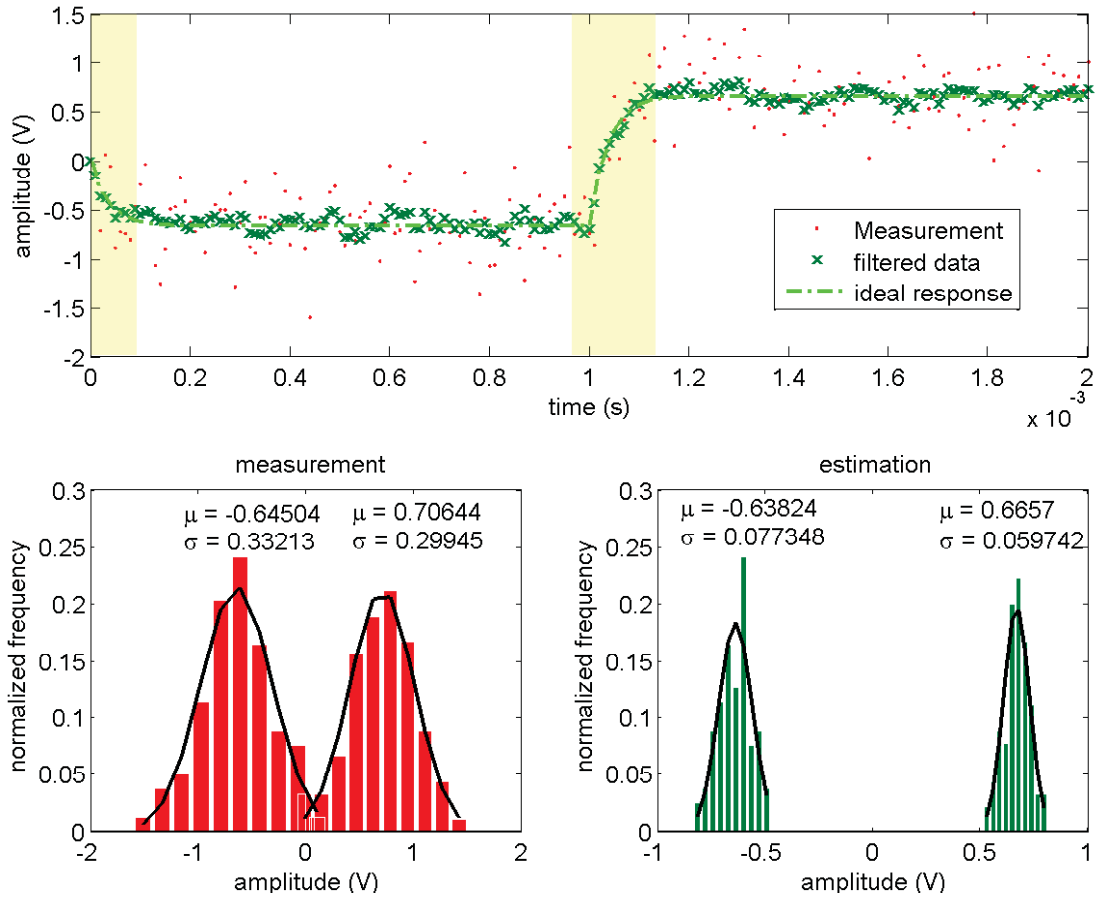 1.5
1
0.5
0
-0.5
-1
-1.5
-2
amplitude (V)
Measurement
filtered data
ideal response
0 0.2 0.4 0.6 0.8 1 1.2 1.4 1.6 1.8 2
time (s)
x 10^-3
measurement
0.3
0.25
0.2
0.15
0.1
0.05
0
normalized frequency
μ = -0.64504
σ = 0.33213
μ = 0.70644
σ = 0.29945
-2 -1 0 1 2
amplitude (V)
estimation
0.3
0.25
0.2
0.15
0.1
0.05
0
normalized frequency
μ = -0.63824
σ = 0.077348
μ = 0.6657
σ = 0.059742
-1 -0.5 0 0.5 1
amplitude (V)